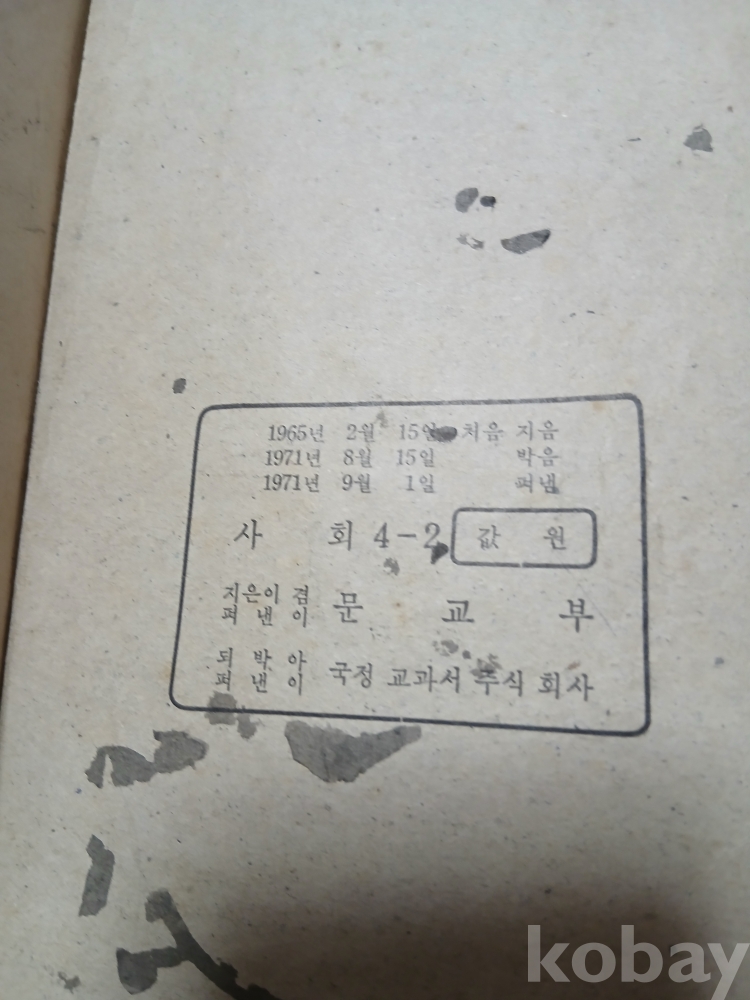 1965년 2월 15일 처음 지음
1971년 8월 15일 박음
1971년 9월 1일 펴냄
사 회 4-2 값 원
지은이 겸
펴 낸 이 문 교 부
되 박 아
펴 낸 이 국정 교과서 주식 회사
kobay